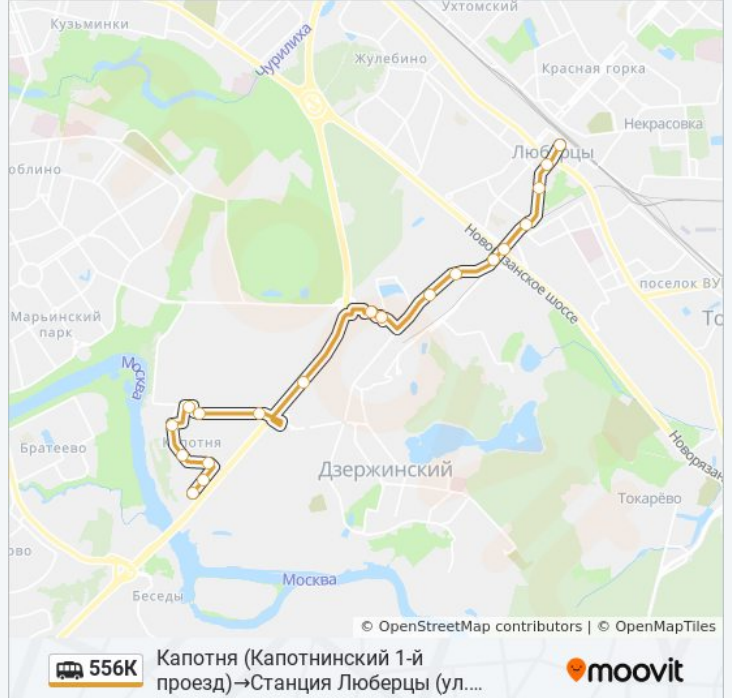 Ухтомский
Кузьминки
Чурилиха
Жулебино
Красная горка
Некрасовка
Люберцы
облино
Новорязанское шоссе
поселок ВУ
Марьинский
парк
То
Москва
Капотня
Братеево
Новорязан
Дзержинский
Токарёво
ово
Москва
Беседы
© OpenStreetMap contributors | © OpenMapTiles
556К
Капотня (Капотнинский 1-й
проезд)→Станция Люберцы (ул....
moovit